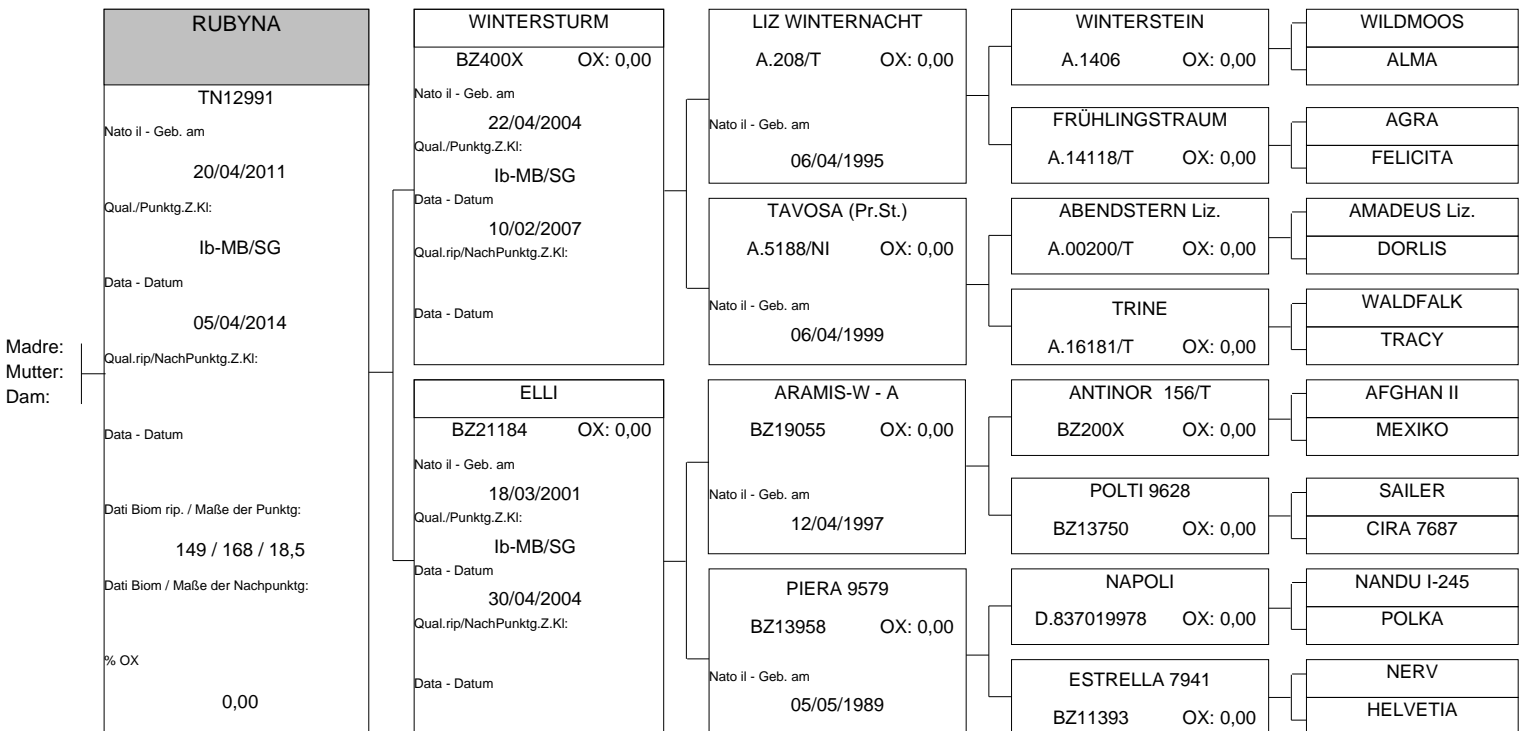 Madre:
Mutter:
Dam:
RUBYNA
TN12991
Nato il - Geb. am
20/04/2011
Qual./Punktg.Z.Kl:
Ib-MB/SG
Data - Datum
05/04/2014
Qual.rip/NachPunktg.Z.Kl:
Data - Datum
Dati Biom rip. / Maße der Punktg:
149 / 168 / 18,5
Dati Biom / Maße der Nachpunktg:
% OX
0,00
WINTERSTURM
BZ400X OX: 0,00
Nato il - Geb. am
22/04/2004
Qual./Punktg.Z.Kl:
Ib-MB/SG
Data - Datum
10/02/2007
Qual.rip/NachPunktg.Z.Kl:
Data - Datum
ELLI
BZ21184 OX: 0,00
Nato il - Geb. am
18/03/2001
Qual./Punktg.Z.Kl:
Ib-MB/SG
Data - Datum
30/04/2004
Qual.rip/NachPunktg.Z.Kl:
Data - Datum
LIZ WINTERNACHT
A.208/T OX: 0,00
Nato il - Geb. am
06/04/1995
TAVOSA (Pr.St.)
A.5188/NI OX: 0,00
Nato il - Geb. am
06/04/1999
ARAMIS-W - A
BZ19055 OX: 0,00
Nato il - Geb. am
12/04/1997
PIERA 9579
BZ13958 OX: 0,00
Nato il - Geb. am
05/05/1989
WINTERSTEIN
A.1406 OX: 0,00
FRÜHLINGSTRAUM
A.14118/T OX: 0,00
ABENDSTERN Liz.
A.00200/T OX: 0,00
TRINE
A.16181/T OX: 0,00
ANTINOR 156/T
BZ200X OX: 0,00
POLTI 9628
BZ13750 OX: 0,00
NAPOLI
D.837019978 OX: 0,00
ESTRELLA 7941
BZ11393 OX: 0,00
WILDMOOS
ALMA
AGRA
FELICITA
AMADEUS Liz.
DORLIS
WALDFALK
TRACY
AFGHAN II
MEXIKO
SAILER
CIRA 7687
NANDU I-245
POLKA
NERV
HELVETIA